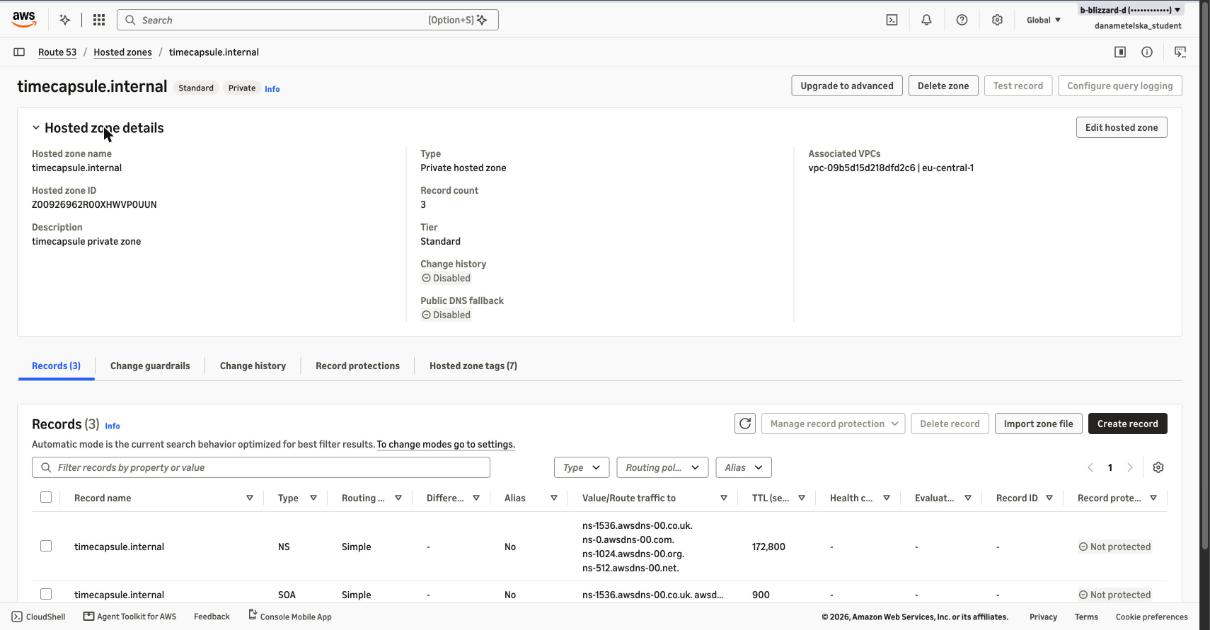 aws
Search
[Option+S]
Global
b-blizzard-d (••••••••••••)
danametelska_student
Route 53 / Hosted zones / timecapsule.internal
timecapsule.internal Standard Private Info
Upgrade to advanced Delete zone Test record Configure query logging
Hosted zone details
Edit hosted zone
Hosted zone name
timecapsule.internal
Hosted zone ID
Z00926962R0OXHWVP0UUN
Description
timecapsule private zone
Type
Private hosted zone
Record count
3
Tier
Standard
Change history
Disabled
Public DNS fallback
Disabled
Associated VPCs
vpc-09b5d15d218dfd2c6 | eu-central-1
Records (3) Change guardrails Change history Record protections Hosted zone tags (7)
Records (3) Info
Manage record protection Delete record Import zone file Create record
Automatic mode is the current search behavior optimized for best filter results. To change modes go to settings.
Filter records by property or value
Type Routing pol... Alias
1
Record name Type Routing ... Differe... Alias Value/Route traffic to TTL (se... Health c... Evaluat... Record ID Record prote...
timecapsule.internal NS Simple - No
ns-1536.awsdns-00.co.uk.
ns-0.awsdns-00.com.
ns-1024.awsdns-00.org.
ns-512.awsdns-00.net.
172,800 - - - Not protected
timecapsule.internal SOA Simple - No ns-1536.awsdns-00.co.uk. awsd... 900 - - - Not protected
CloudShell Agent Toolkit for AWS Feedback Console Mobile App
© 2026, Amazon Web Services, Inc. or its affiliates. Privacy Terms Cookie preferences